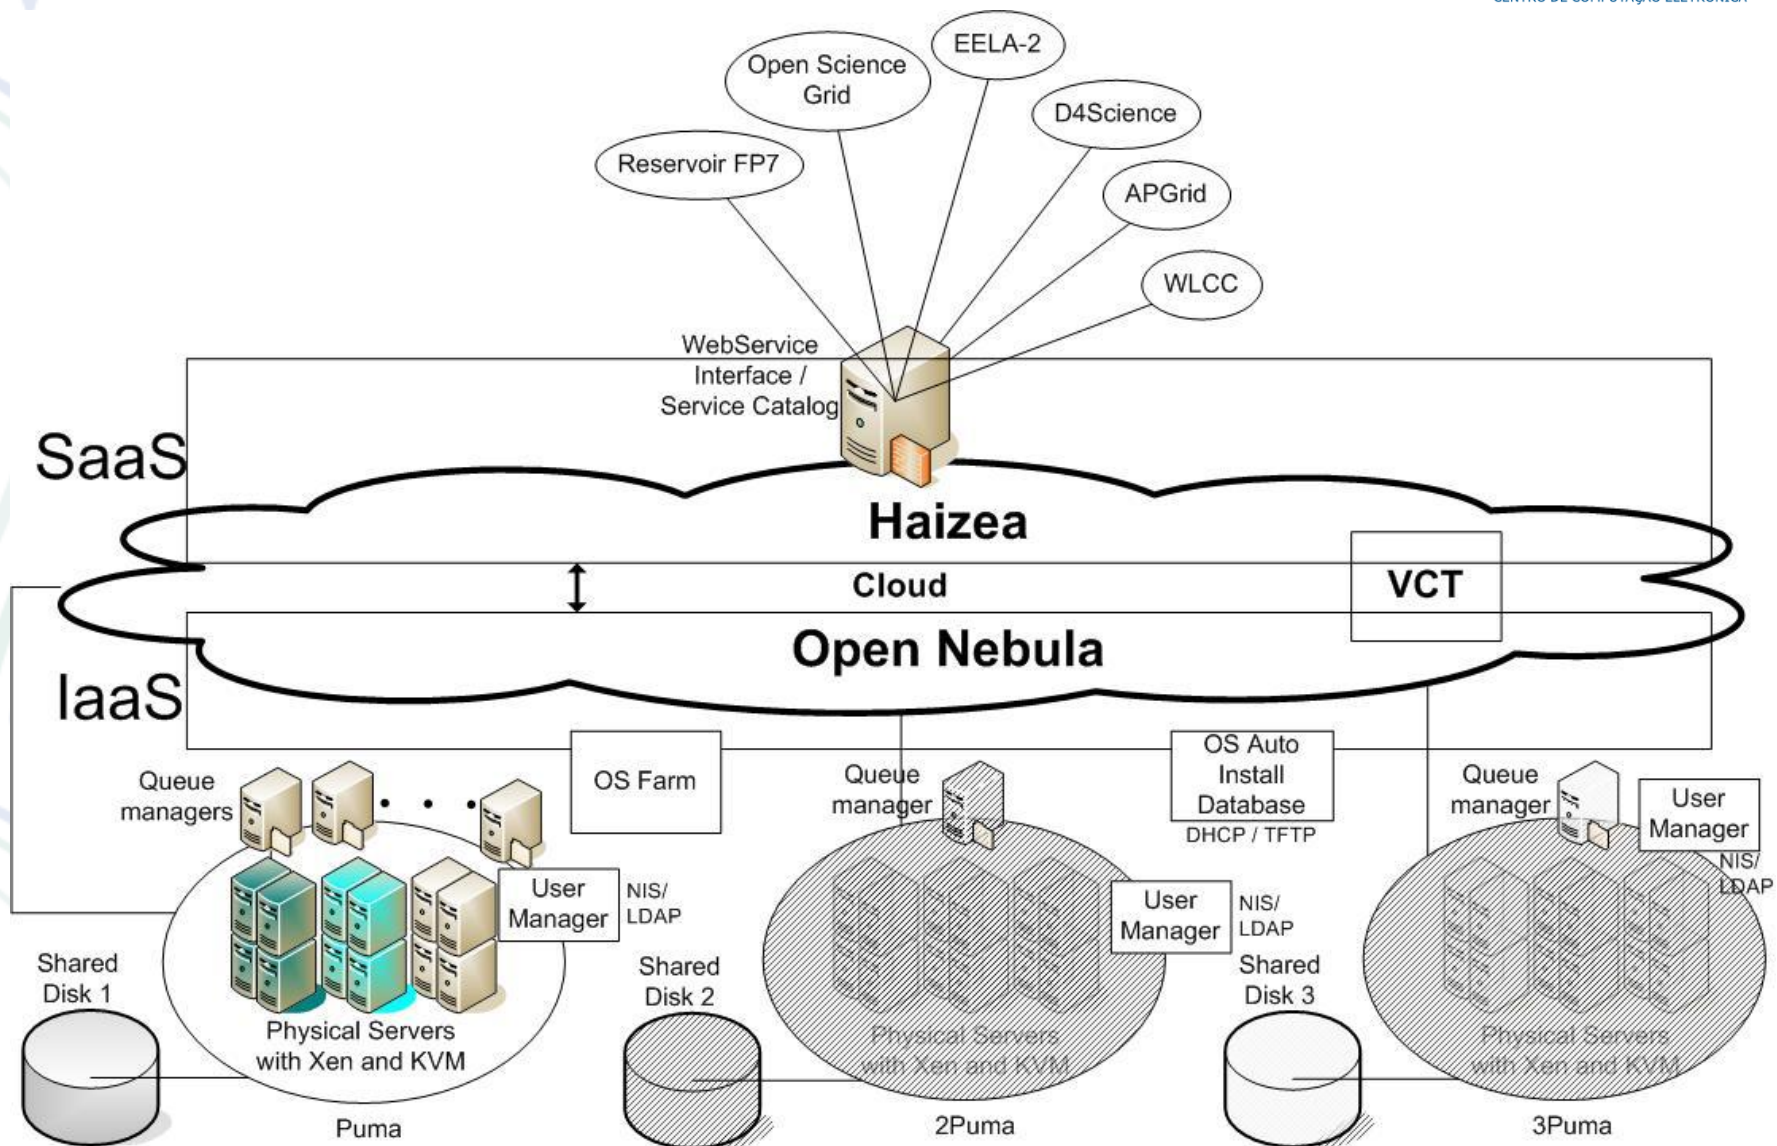 CENTRO DE COMPUTAÇÃO ELETRÔNICA
EELA-2
Open Science
Grid
D4Science
Reservoir FP7
APGrid
WLCC
WebService
Interface /
Service Catalog
SaaS
Haizea
Cloud
VCT
Open Nebula
IaaS
Queue
managers
OS Farm
Queue
manager
OS Auto
Install
Database
DHCP / TFTP
Queue
manager
User
Manager
NIS/
LDAP
User
Manager
NIS/
LDAP
User
Manager
NIS/
LDAP
Shared
Disk 1
Physical Servers
with Xen and KVM
Puma
Shared
Disk 2
Physical Servers
with Xen and KVM
2Puma
Shared
Disk 3
Physical Servers
with Xen and KVM
3Puma